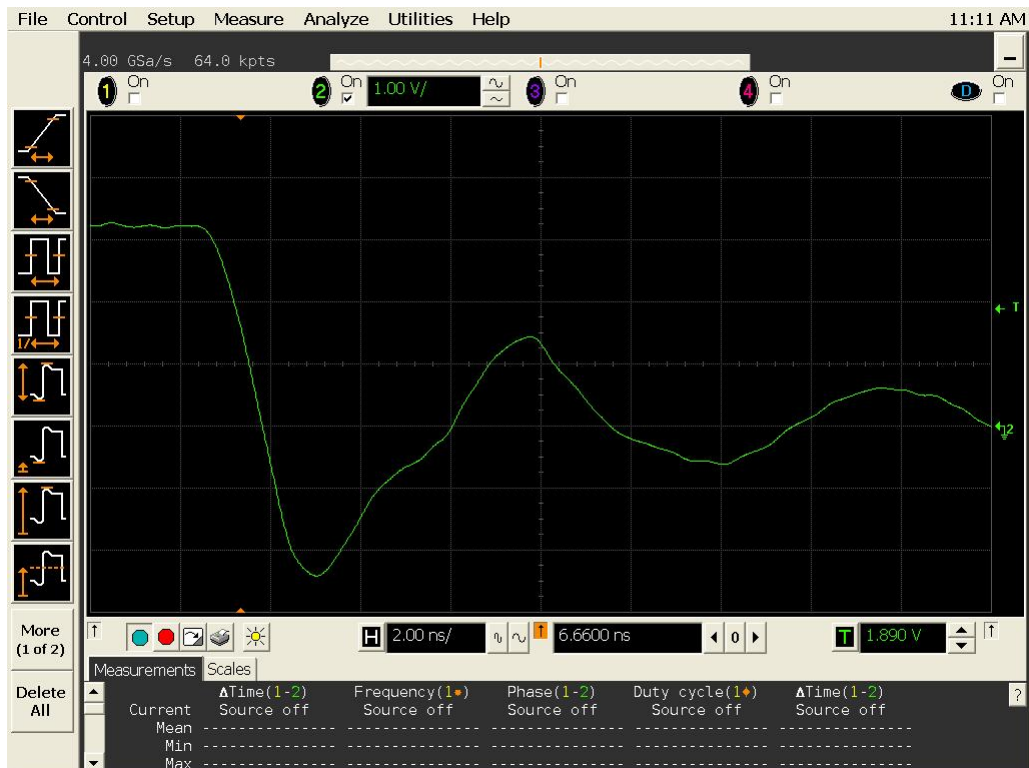 File Control Setup Measure Analyze Utilities Help 11:11 AM
4.00 GSa/s 64.0 kpts
1 On 2 On 1.00 V/ 3 On 4 On D On
T
2
1/
More
(1 of 2)
Delete
All
H 2.00 ns/ 6.6600 ns 0 T 1.890 V
Measurements Scales
ΔTime(1-2) Frequency(1) Phase(1-2) Duty cycle(1) ΔTime(1-2) ?
Current Source off Source off Source off Source off Source off
Mean -------------- -------------- -------------- -------------- --------------
Min -------------- -------------- -------------- -------------- --------------
Max -------------- -------------- -------------- -------------- --------------